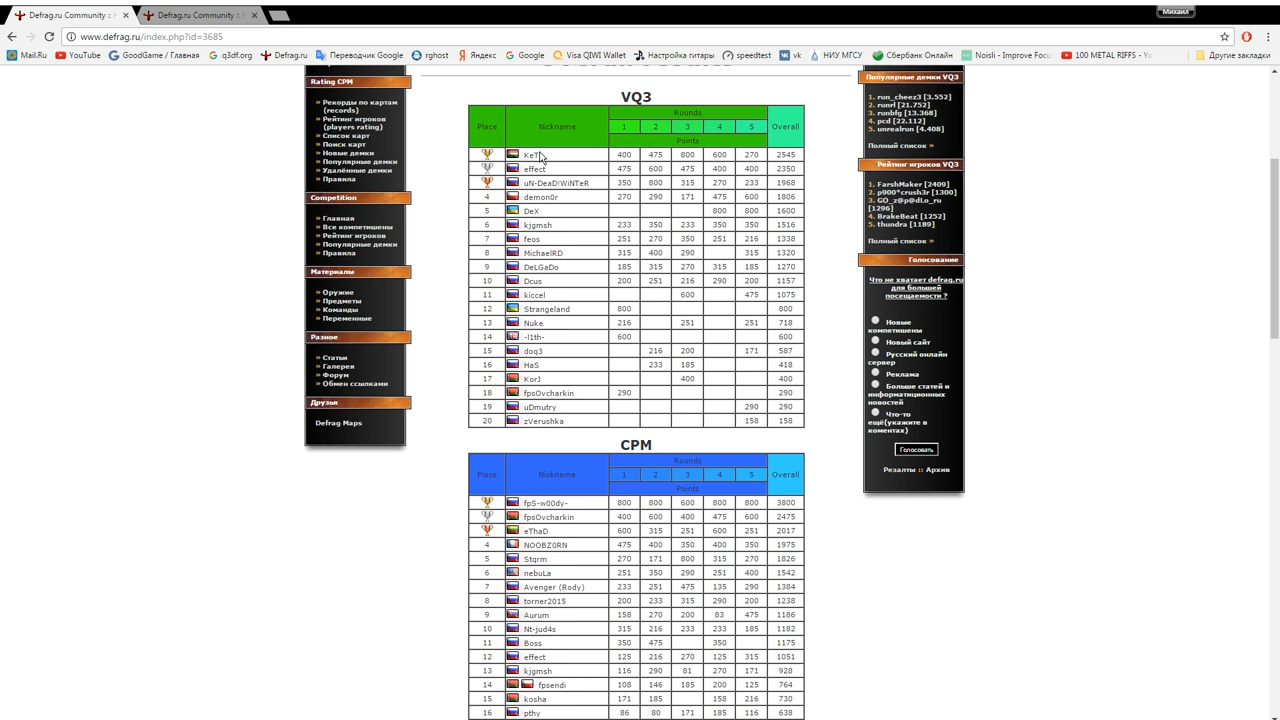 Defrag.ru Community :: Н
Defrag.ru Community :: Н
Михаил
www.defrag.ru/index.php?id=3685
Mail.Ru
YouTube
GoodGame / Главная
q3df.org
Defrag.ru
Переводчик Google
rghost
Яндекс
Google
Visa QIWI Wallet
Настройка гитары
speedtest
vk
НИУ МГСУ
Сбербанк Онлайн
Noisli - Improve Focu
100 METAL RIFFS - Yo
Другие закладки
Rating CPM
» Рекорды по картам
(records)
» Рейтинг игроков
(players rating)
» Список карт
» Поиск карт
» Новые демки
» Популярные демки
» Удалённые демки
» Правила
Competition
» Главная
» Все компетишены
» Рейтинг игроков
» Популярные демки
» Правила
Материалы
» Оружие
» Предметы
» Команды
» Переменные
Разное
» Статьи
» Галерея
» Форум
» Обмен ссылками
Друзья
Defrag Maps
VQ3
Place Nickname Rounds Overall
1 2 3 4 5
Points
KeT 400 475 800 600 270 2545
effect 475 600 475 400 400 2350
uN-DeaD!WiNTeR 350 800 315 270 233 1968
4 demon0r 270 290 171 475 600 1806
5 DeX 800 800 1600
6 kjgmsh 233 350 233 350 350 1516
7 feos 251 270 350 251 216 1338
8 MichaelRD 315 400 290 315 1320
9 DeLGaDo 185 315 270 315 185 1270
10 Dcus 200 251 216 290 200 1157
11 kiccel 600 475 1075
12 Strangeland 800 800
13 Nuke 216 251 251 718
14 -l1th- 600 600
15 doq3 216 200 171 587
16 HaS 233 185 418
17 KorJ 400 400
18 fpsOvcharkin 290 290
19 uDmutry 290 290
20 zVerushka 158 158
CPM
Place Nickname Rounds Overall
1 2 3 4 5
Points
fpS-w00dy- 800 800 600 800 800 3800
fpsOvcharkin 400 600 400 475 600 2475
eThaD 600 315 251 600 251 2017
4 NOOBZ0RN 475 400 350 400 350 1975
5 Stqrm 270 171 800 315 270 1826
6 nebuLa 251 350 290 251 400 1542
7 Avenger (Rody) 233 251 475 135 290 1384
8 torner2015 200 233 315 290 200 1238
9 Aurum 158 270 200 83 475 1186
10 Nt-jud4s 315 216 233 233 185 1182
11 Boss 350 475 350 1175
12 effect 125 216 270 125 315 1051
13 kjgmsh 116 290 81 270 171 928
14 fpsendi 108 146 185 200 125 764
15 kosha 171 185 158 216 730
16 pthy 86 80 171 185 116 638
Популярные демки VQ3
1. run_cheez3 [3.552]
2. runrl [21.752]
3. runbfg [13.368]
4. pcd [22.112]
5. unrealrun [4.408]
Полный список »
Рейтинг игроков VQ3
1. FarshMaker [2409]
2. p900*crush3r [1300]
3. GO_z@p@dLo_ru
[1296]
4. BrakeBeat [1252]
5. thundra [1189]
Полный список »
Голосование
Что не хватает defrag.ru
для большей
посещаемости ?
Новые
компетишены
Новый сайт
Русский онлайн
сервер
Реклама
Больше статей и
информатиционных
новостей
Что-то
ещё(укажите в
коментах)
Голосовать
Резалты :: Архив